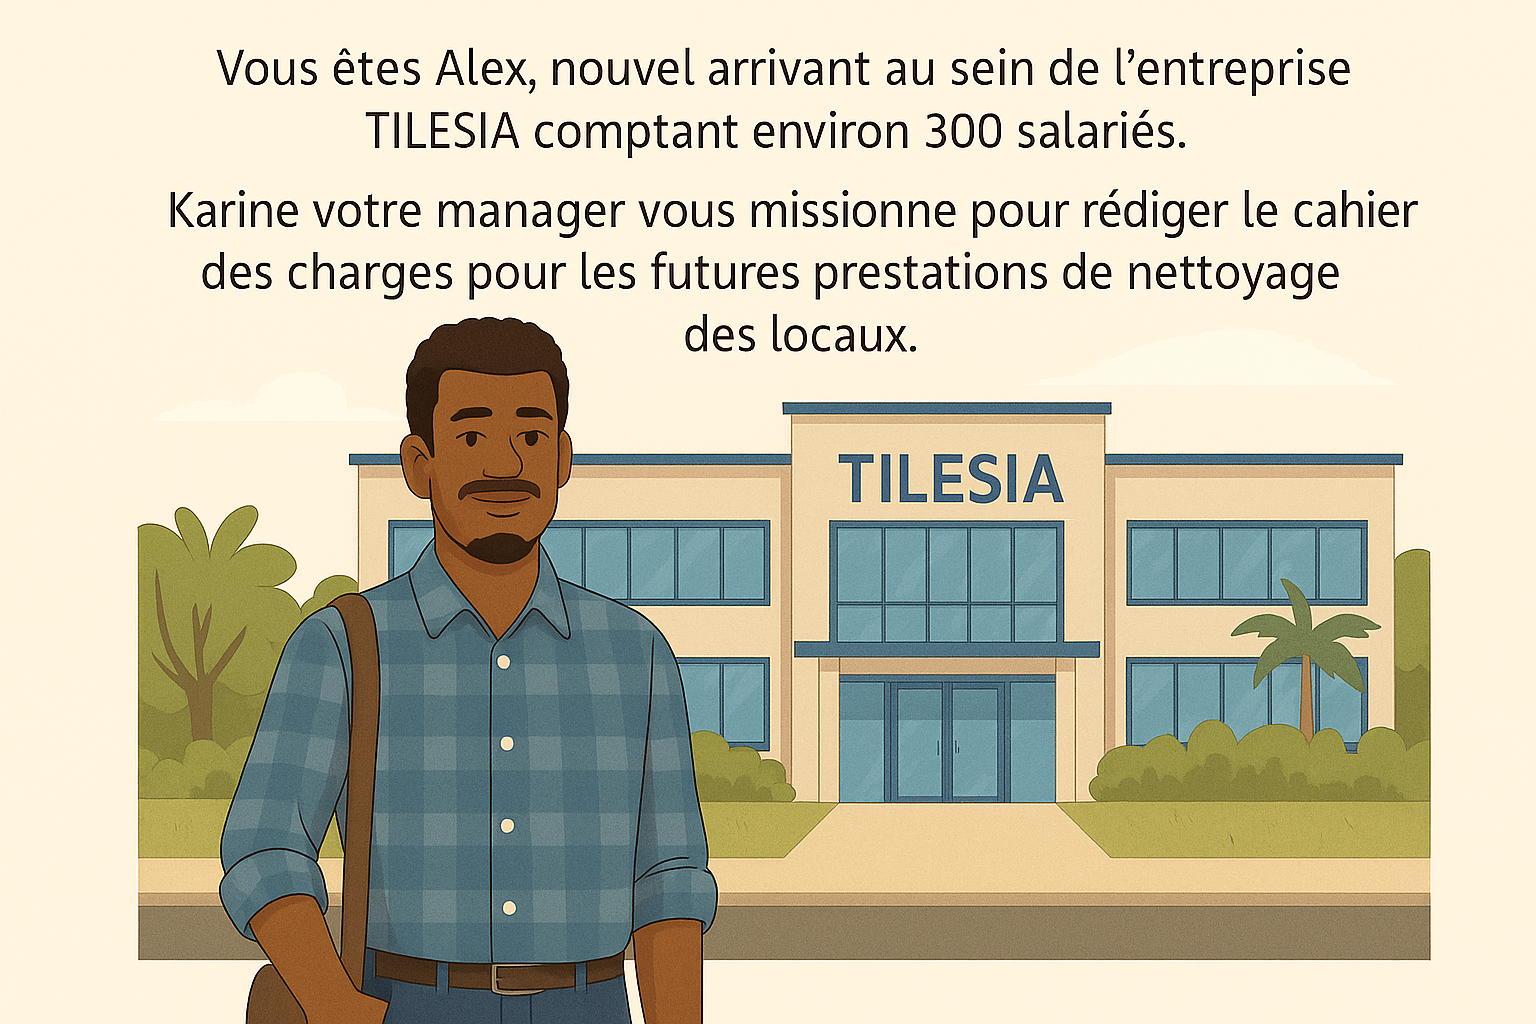 Vous êtes Alex, nouvel arrivant au sein de l’entreprise
TILESIA comptant environ 300 salariés.
Karine votre manager vous missionne pour rédiger le cahier
des charges pour les futures prestations de nettoyage
des locaux.
TILESIA